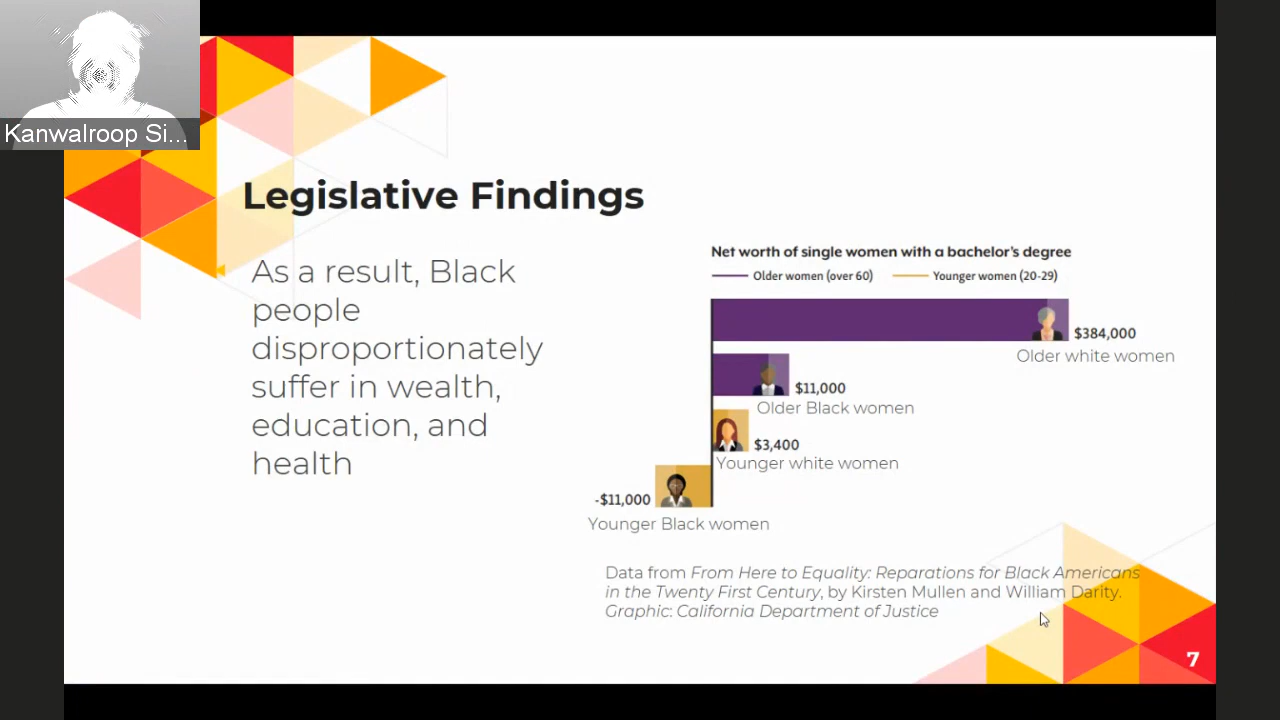 Kanwalroop Si...
Legislative Findings
As a result, Black
people
disproportionately
suffer in wealth,
education, and
health
Net worth of single women with a bachelor's degree
Older women (over 60) Younger women (20-29)
$384,000
Older white women
$11,000
Older Black women
$3,400
Younger white women
-$11,000
Younger Black women
Data from From Here to Equality: Reparations for Black Americans
in the Twenty First Century, by Kirsten Mullen and William Darity.
Graphic: California Department of Justice
7